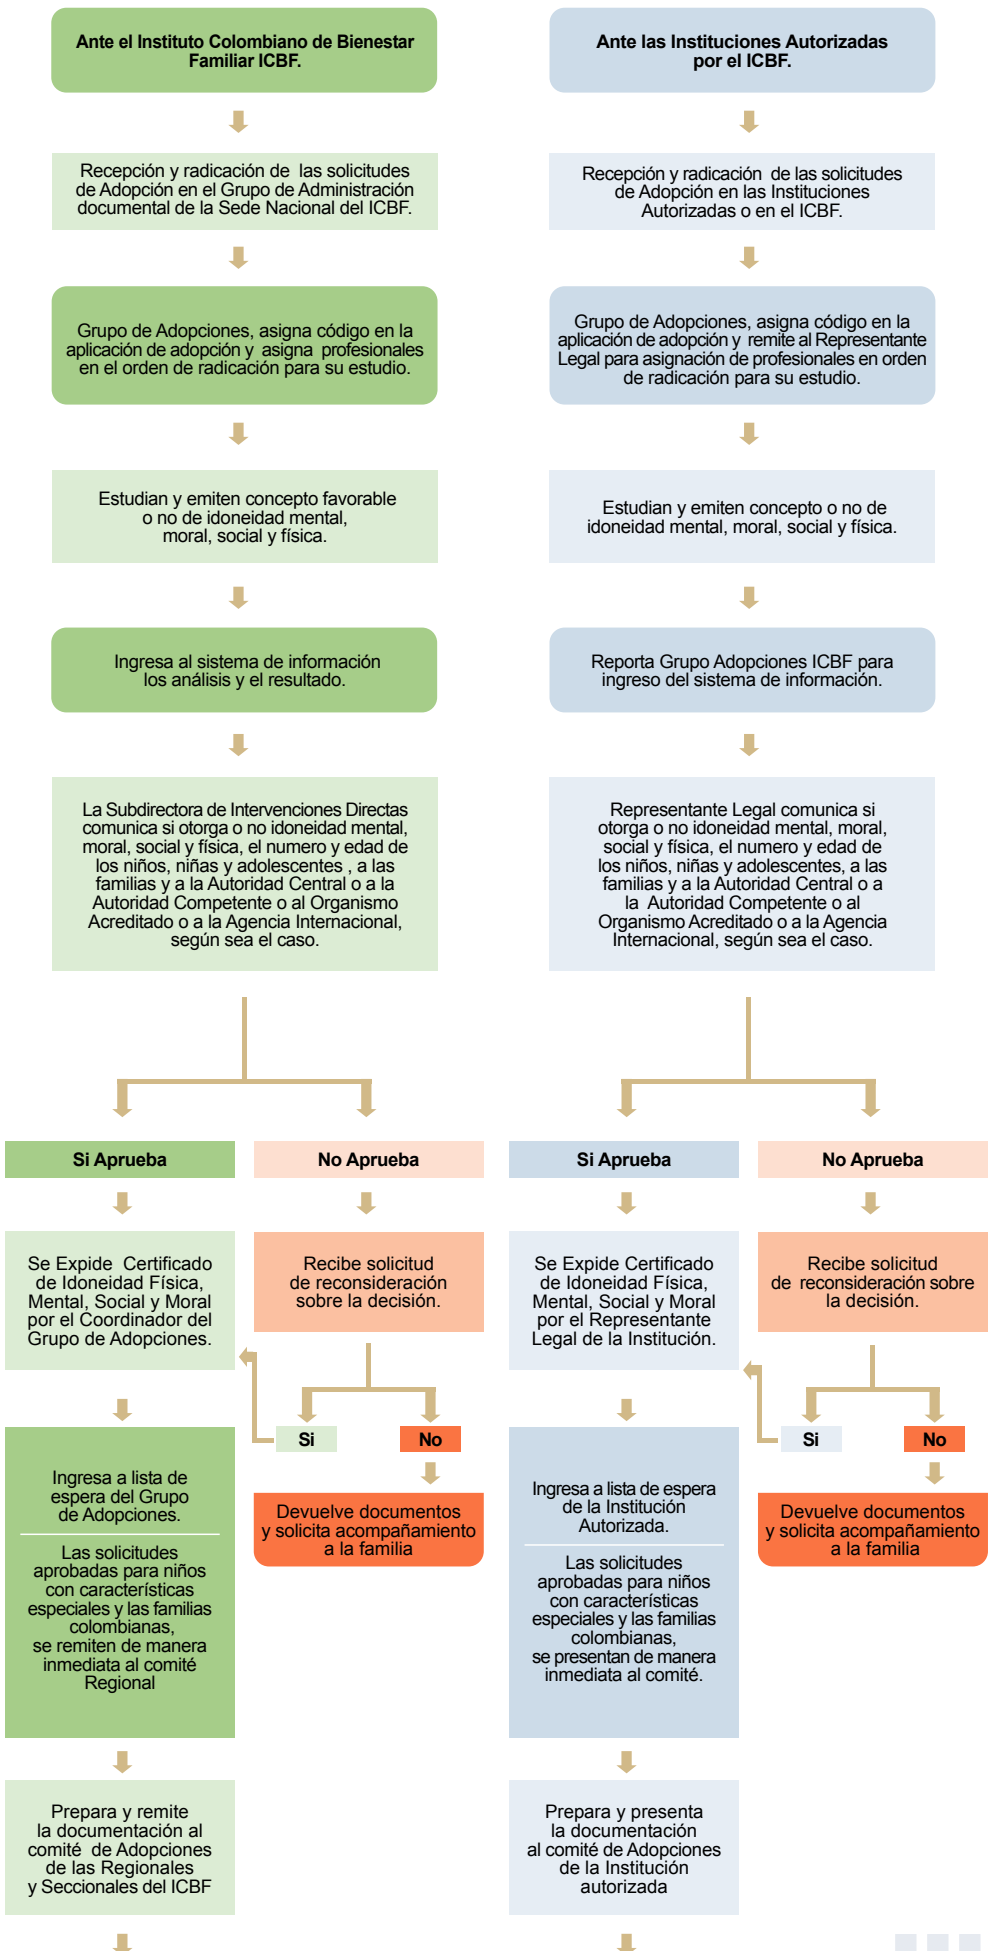 Ante el Instituto Colombiano de Bienestar
Familiar ICBF.
Recepción y radicación de las solicitudes
de Adopción en el Grupo de Administración
documental de la Sede Nacional del ICBF.
Grupo de Adopciones, asigna código en la
aplicación de adopción y asigna profesionales
en el orden de radicación para su estudio.
Estudian y emiten concepto favorable
o no de idoneidad mental,
moral, social y física.
Ingresa al sistema de información
los análisis y el resultado.
La Subdirectora de Intervenciones Directas
comunica si otorga o no idoneidad mental,
moral, social y física, el numero y edad de
los niños, niñas y adolescentes , a las
familias y a la Autoridad Central o a la
Autoridad Competente o al Organismo
Acreditado o a la Agencia Internacional,
según sea el caso.
Si Aprueba
Se Expide Certificado
de Idoneidad Física,
Mental, Social y Moral
por el Coordinador del
Grupo de Adopciones.
Ingresa a lista de
espera del Grupo
de Adopciones.
Las solicitudes
aprobadas para niños
con características
especiales y las familias
colombianas,
se remiten de manera
inmediata al comité
Regional
Prepara y remite
la documentación al
comité de Adopciones
de las Regionales
y Seccionales del ICBF
No Aprueba
Recibe solicitud
de reconsideración
sobre la decisión.
Si
No
Devuelve documentos
y solicita acompañamiento
a la familia
Ante las Instituciones Autorizadas
por el ICBF.
Recepción y radicación de las solicitudes
de Adopción en las Instituciones
Autorizadas o en el ICBF.
Grupo de Adopciones, asigna código en la
aplicación de adopción y remite al Representante
Legal para asignación de profesionales en orden
de radicación para su estudio.
Estudian y emiten concepto o no de
idoneidad mental, moral, social y física.
Reporta Grupo Adopciones ICBF para
ingreso del sistema de información.
Representante Legal comunica si
otorga o no idoneidad mental, moral,
social y física, el numero y edad de
los niños, niñas y adolescentes, a las
familias y a la Autoridad Central o a
la Autoridad Competente o al
Organismo Acreditado o a la Agencia
Internacional, según sea el caso.
Si Aprueba
Se Expide Certificado
de Idoneidad Física,
Mental, Social y Moral
por el Representante
Legal de la Institución.
Ingresa a lista de espera
de la Institución
Autorizada.
Las solicitudes
aprobadas para niños
con características
especiales y las familias
colombianas,
se presentan de manera
inmediata al comité.
Prepara y presenta
la documentación
al comité de Adopciones
de la Institución
autorizada
No Aprueba
Recibe solicitud
de reconsideración sobre
la decisión.
Si
No
Devuelve documentos
y solicita acompañamiento
a la familia